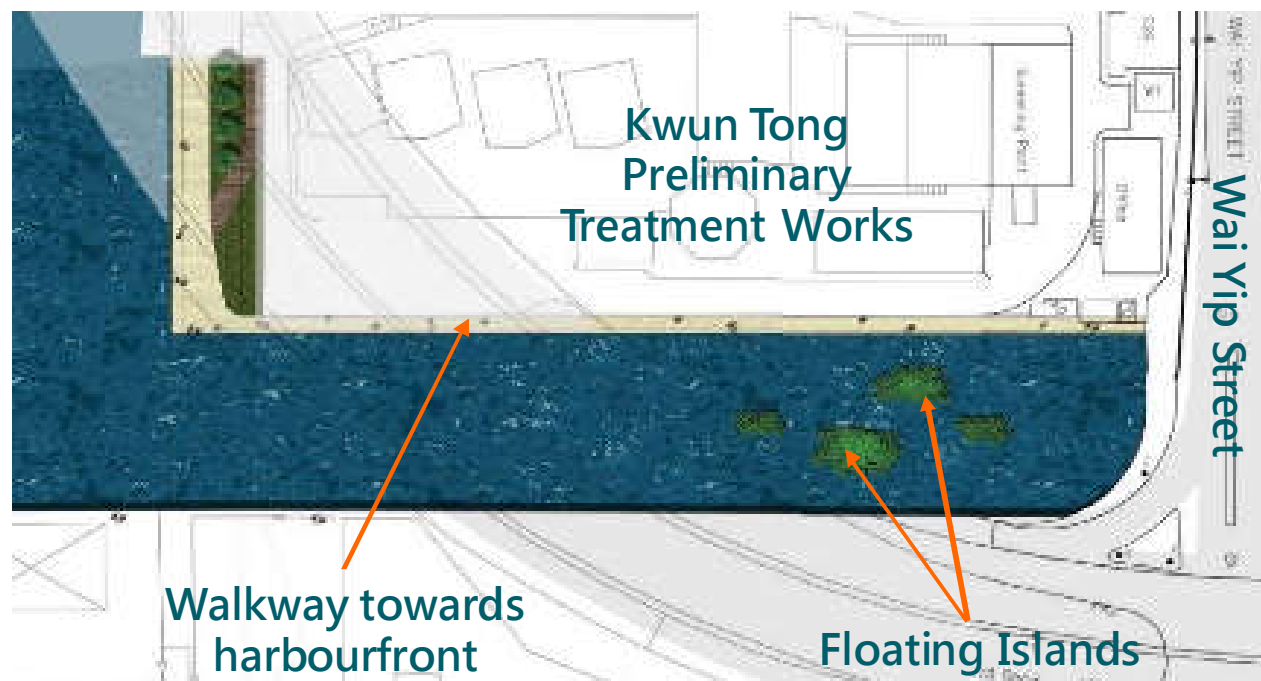 WAI YIP STREET
Kwun Tong
Preliminary
Treatment Works
Wai Yip Street
Walkway towards
harbourfront
Floating Islands